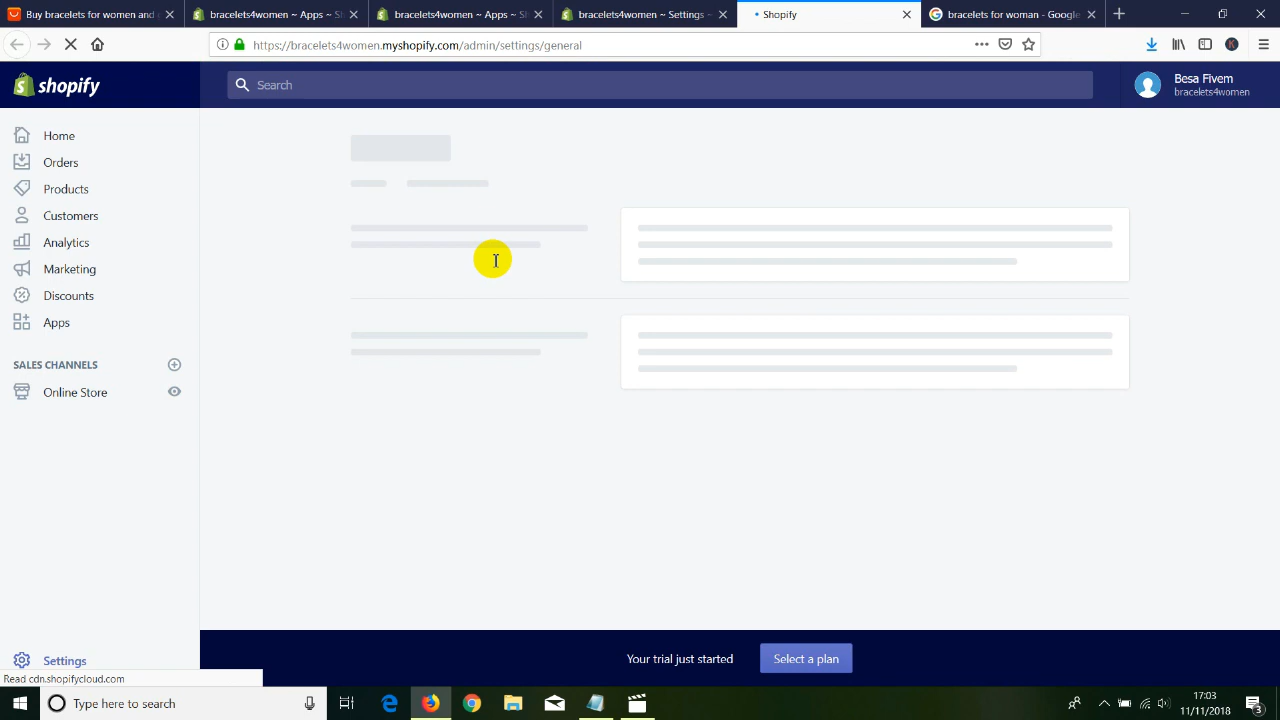 Buy bracelets for women and
bracelets4women ~ Apps ~ Sh
bracelets4women ~ Apps ~ Sh
bracelets4women ~ Settings ~
Shopify
bracelets for woman - Google
https://bracelets4women.myshopify.com/admin/settings/general
K
shopify
Search
Besa Fivem
bracelets4women
Home
Orders
Products
Customers
Analytics
Marketing
Discounts
Apps
SALES CHANNELS
Online Store
Settings
Your trial just started
Select a plan
Read cdn.shopifycloud.com
Type here to search
17:03
11/11/2018
3